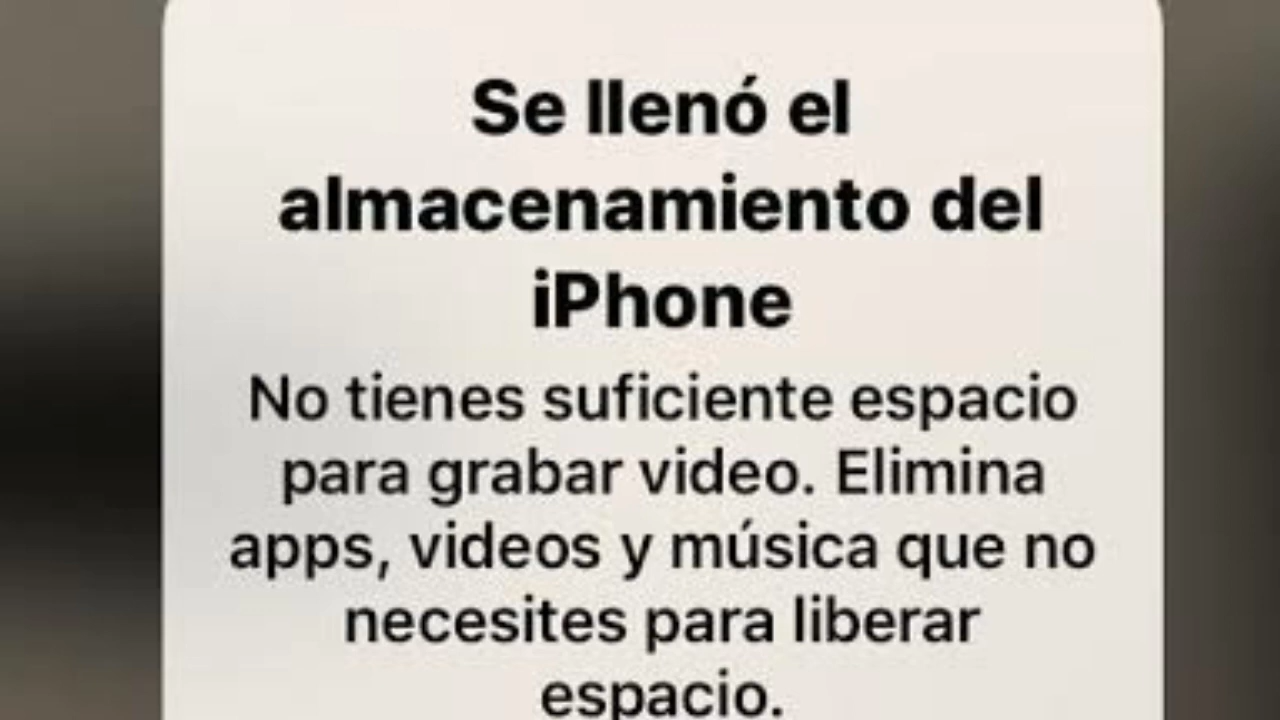 Se llenó el
almacenamiento del
iPhone
No tienes suficiente espacio
para grabar video. Elimina
apps, videos y música que no
necesites para liberar
espacio.